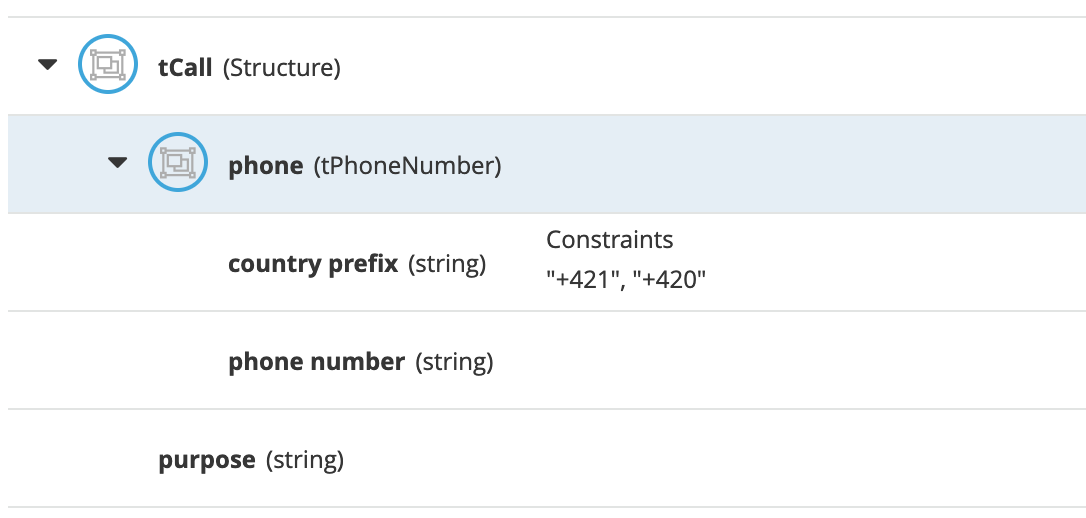 tCall (Structure)
phone (tPhoneNumber)
country prefix (string)
Constraints
"+421", "+420"
phone number (string)
purpose (string)